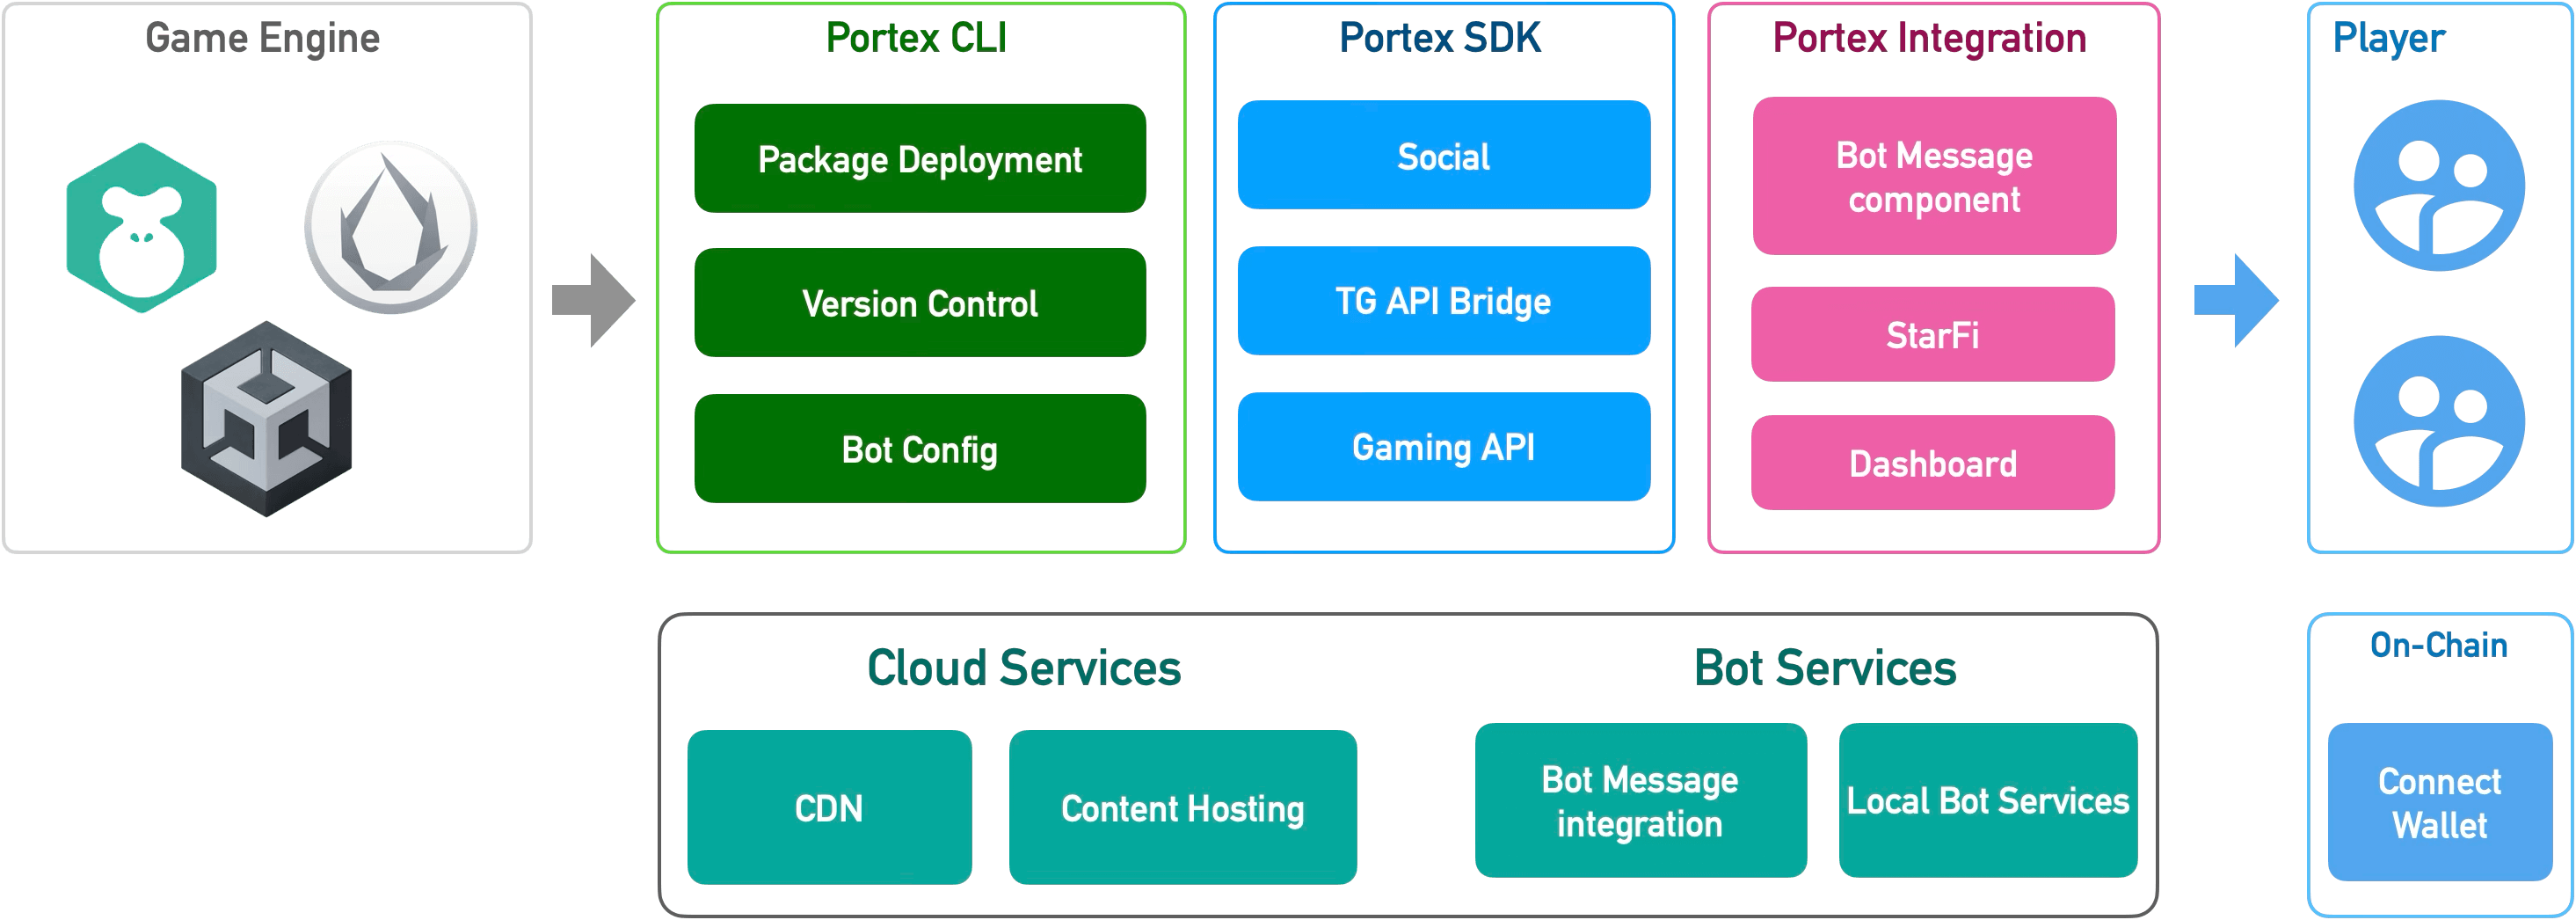 Game Engine
Portex CLI
Package Deployment
Version Control
Bot Config
Portex SDK
Social
TG API Bridge
Gaming API
Portex Integration
Bot Message
component
StarFi
Dashboard
Player
Cloud Services
CDN
Content Hosting
Bot Services
Bot Message
integration
Local Bot Services
On-Chain
Connect
Wallet